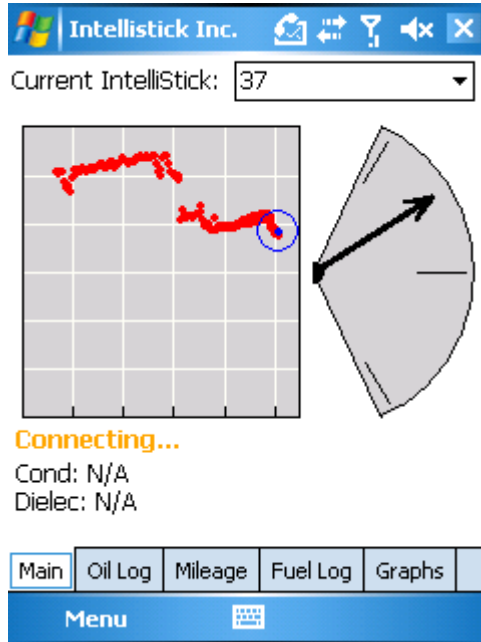 Intellistick Inc.
Current IntelliStick: 37
Connecting...
Cond: N/A
Dielec: N/A
Main Oil Log Mileage Fuel Log Graphs
Menu